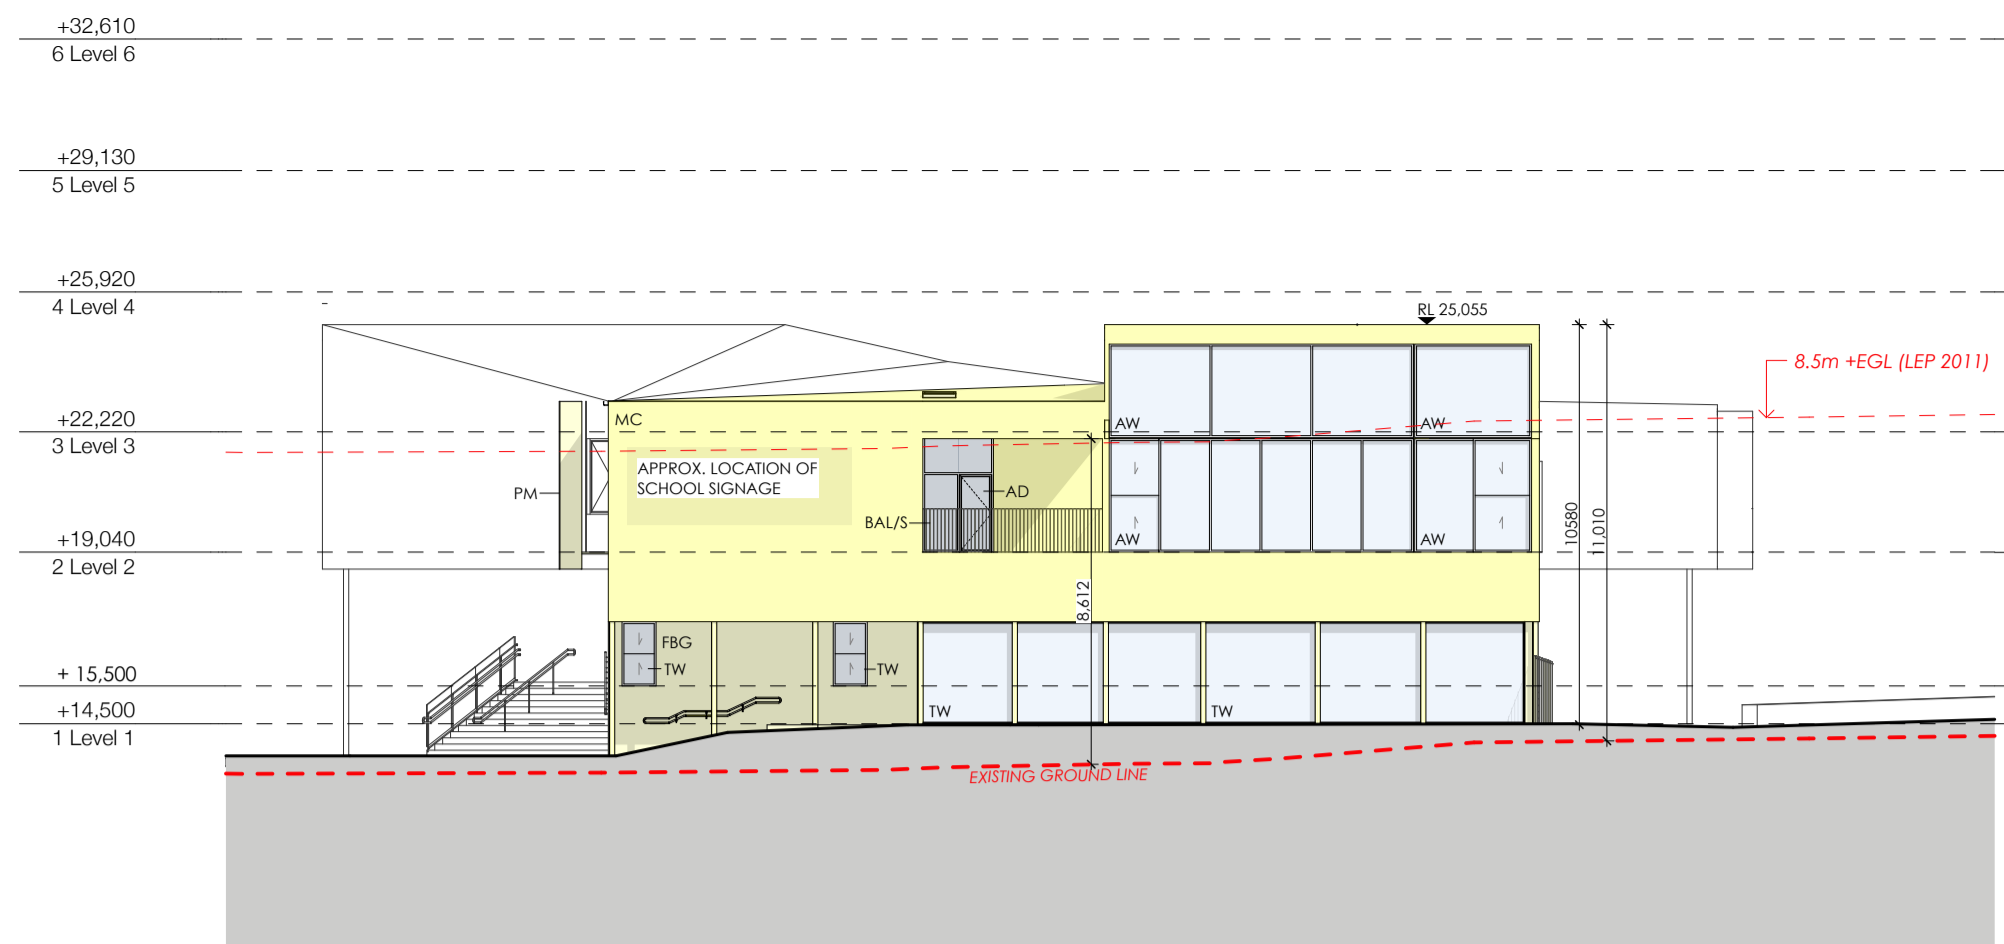 +32,610
6 Level 6
+29,130
5 Level 5
+25,920
4 Level 4
RL 25,055
8.5m +EGL (LEP 2011)
+22,220
3 Level 3
MC
AW
AW
APPROX. LOCATION OF
SCHOOL SIGNAGE
PM
AD
BAL/S
AW
AW
10580
11,010
+19,040
2 Level 2
8,612
FBG
TW
TW
+ 15,500
TW
TW
+14,500
1 Level 1
EXISTING GROUND LINE